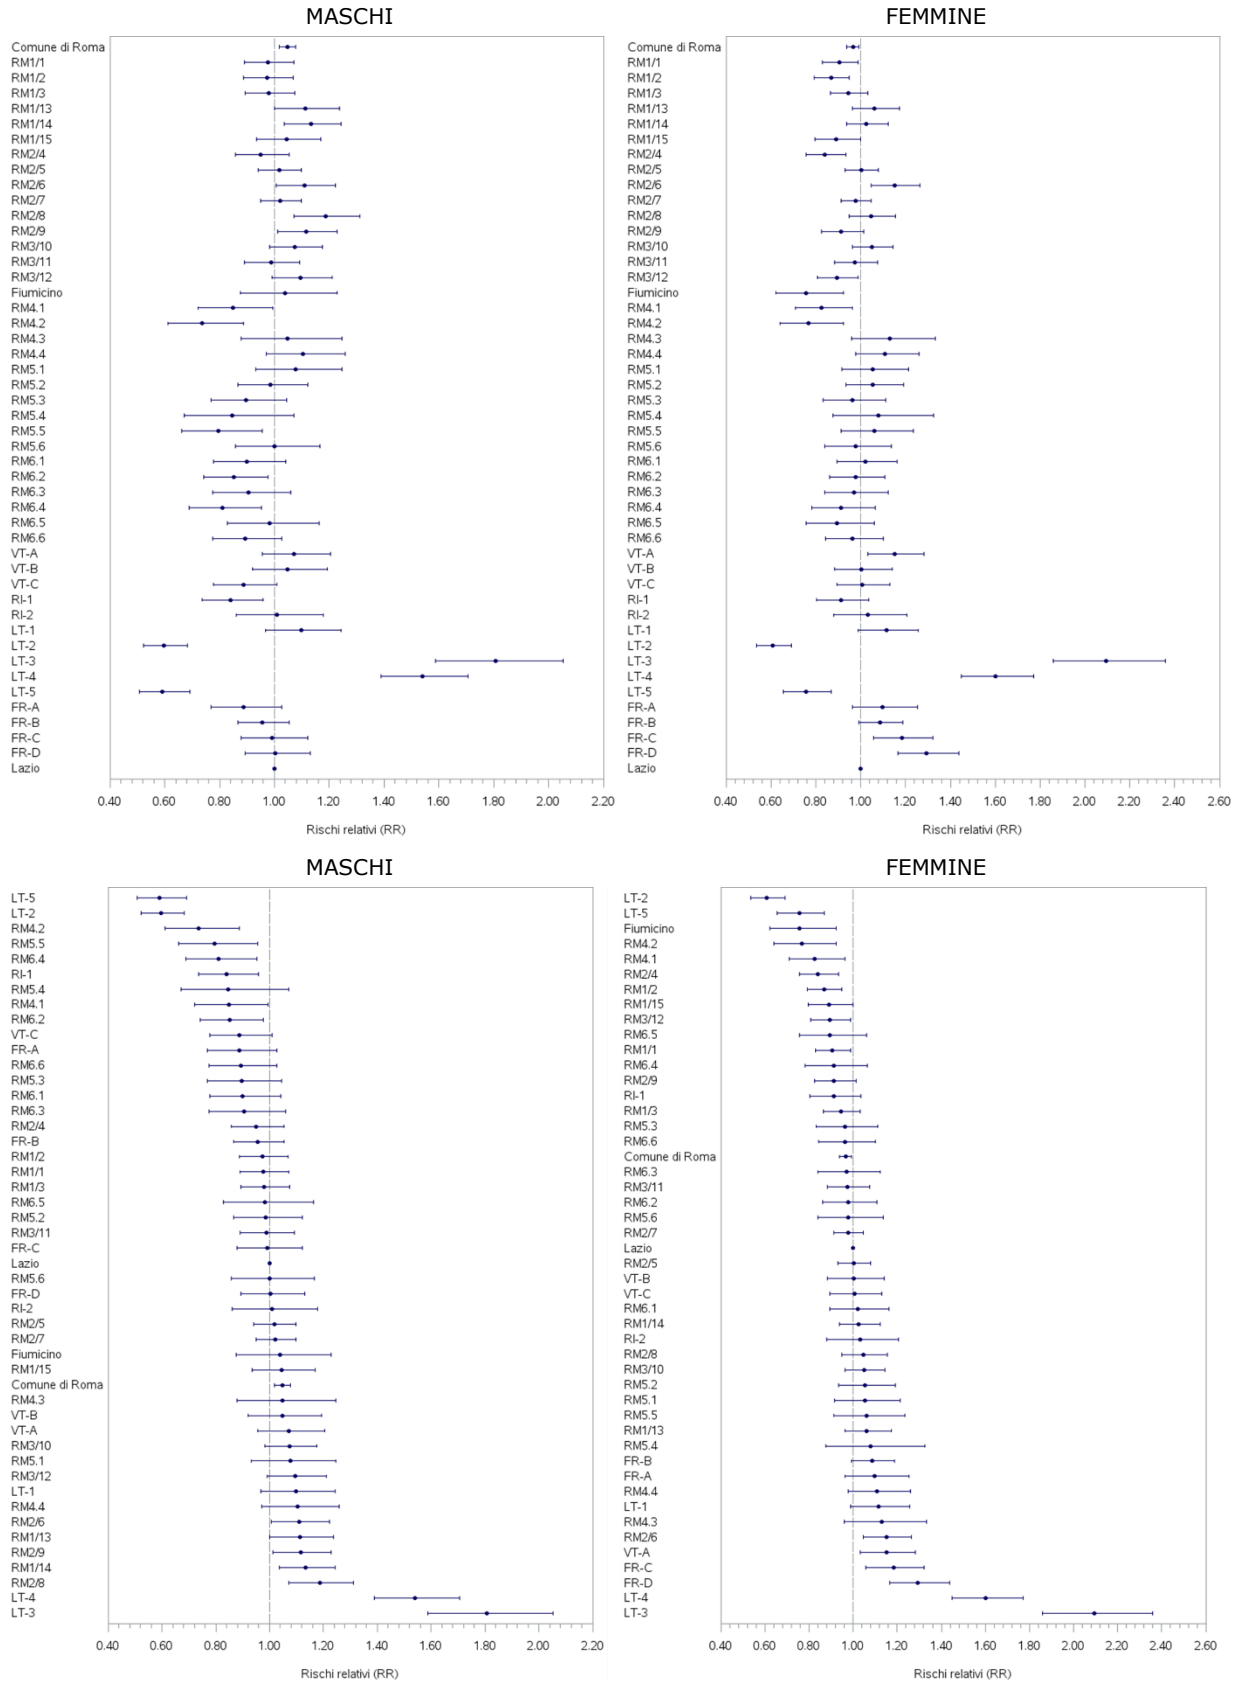 MASCHI
Comune di Roma
RM1/1
RM1/2
RM1/3
RM1/13
RM1/14
RM1/15
RM2/4
RM2/5
RM2/6
RM2/7
RM2/8
RM2/9
RM3/10
RM3/11
RM3/12
Fiumicino
RM4.1
RM4.2
RM4.3
RM4.4
RM5.1
RM5.2
RM5.3
RM5.4
RM5.5
RM5.6
RM6.1
RM6.2
RM6.3
RM6.4
RM6.5
RM6.6
VT-A
VT-B
VT-C
RI-1
RI-2
LT-1
LT-2
LT-3
LT-4
LT-5
FR-A
FR-B
FR-C
FR-D
Lazio
0.40 0.60 0.80 1.00 1.20 1.40 1.60 1.80 2.00 2.20
Rischi relativi (RR)
FEMMINE
Comune di Roma
RM1/1
RM1/2
RM1/3
RM1/13
RM1/14
RM1/15
RM2/4
RM2/5
RM2/6
RM2/7
RM2/8
RM2/9
RM3/10
RM3/11
RM3/12
Fiumicino
RM4.1
RM4.2
RM4.3
RM4.4
RM5.1
RM5.2
RM5.3
RM5.4
RM5.5
RM5.6
RM6.1
RM6.2
RM6.3
RM6.4
RM6.5
RM6.6
VT-A
VT-B
VT-C
RI-1
RI-2
LT-1
LT-2
LT-3
LT-4
LT-5
FR-A
FR-B
FR-C
FR-D
Lazio
0.40 0.60 0.80 1.00 1.20 1.40 1.60 1.80 2.00 2.20 2.40 2.60
Rischi relativi (RR)
MASCHI
LT-5
LT-2
RM4.2
RM5.5
RM6.4
RI-1
RM5.4
RM4.1
RM6.2
VT-C
FR-A
RM6.6
RM5.3
RM6.1
RM6.3
RM2/4
FR-B
RM1/2
RM1/1
RM1/3
RM6.5
RM5.2
RM3/11
FR-C
Lazio
RM5.6
FR-D
RI-2
RM2/5
RM2/7
Fiumicino
RM1/15
Comune di Roma
RM4.3
VT-B
VT-A
RM3/10
RM5.1
RM3/12
LT-1
RM4.4
RM2/6
RM1/13
RM2/9
RM1/14
RM2/8
LT-4
LT-3
0.40 0.60 0.80 1.00 1.20 1.40 1.60 1.80 2.00 2.20
Rischi relativi (RR)
FEMMINE
LT-2
LT-5
Fiumicino
RM4.2
RM4.1
RM2/4
RM1/2
RM1/15
RM3/12
RM6.5
RM1/1
RM6.4
RM2/9
RI-1
RM1/3
RM5.3
RM6.6
Comune di Roma
RM6.3
RM3/11
RM6.2
RM5.6
RM2/7
Lazio
RM2/5
VT-B
VT-C
RM6.1
RM1/14
RI-2
RM2/8
RM3/10
RM5.2
RM5.1
RM5.5
RM1/13
RM5.4
FR-B
FR-A
RM4.4
LT-1
RM4.3
RM2/6
VT-A
FR-C
FR-D
LT-4
LT-3
0.40 0.60 0.80 1.00 1.20 1.40 1.60 1.80 2.00 2.20 2.40 2.60
Rischi relativi (RR)